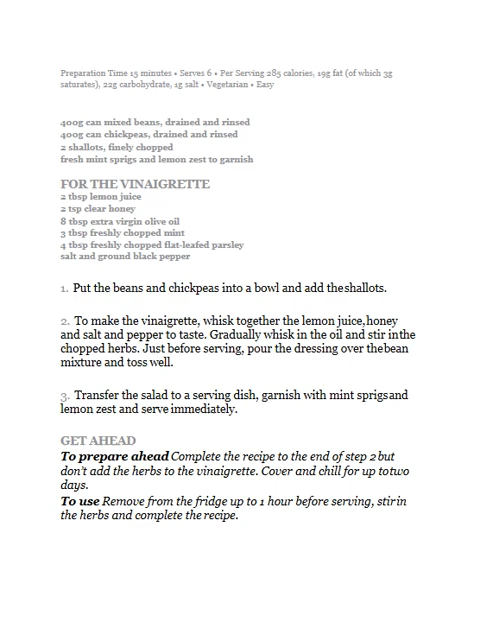 Preparation Time 15 minutes • Serves 6 • Per Serving 285 calories, 19g fat (of which 3g
saturates), 22g carbohydrate, 1g salt • Vegetarian • Easy
400g can mixed beans, drained and rinsed
400g can chickpeas, drained and rinsed
2 shallots, finely chopped
fresh mint sprigs and lemon zest to garnish
FOR THE VINAIGRETTE
2 tbsp lemon juice
2 tsp clear honey
8 tbsp extra virgin olive oil
3 tbsp freshly chopped mint
4 tbsp freshly chopped flat-leafed parsley
salt and ground black pepper
1. Put the beans and chickpeas into a bowl and add theshallots.
2. To make the vinaigrette, whisk together the lemon juice,honey
and salt and pepper to taste. Gradually whisk in the oil and stir inthe
chopped herbs. Just before serving, pour the dressing over thebean
mixture and toss well.
3. Transfer the salad to a serving dish, garnish with mint sprigsand
lemon zest and serve immediately.
GET AHEAD
To prepare ahead Complete the recipe to the end of step 2 but
don't add the herbs to the vinaigrette. Cover and chill for up totwo
days.
To use Remove from the fridge up to 1 hour before serving, stirin
the herbs and complete the recipe.